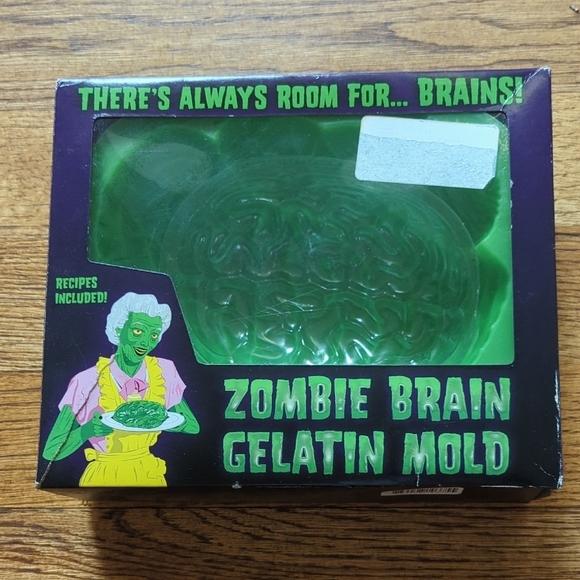 THERE'S ALWAYS ROOM FOR... BRAINS!
RECIPES
INCLUDED!
ZOMBIE BRAIN
GELATIN MOLD